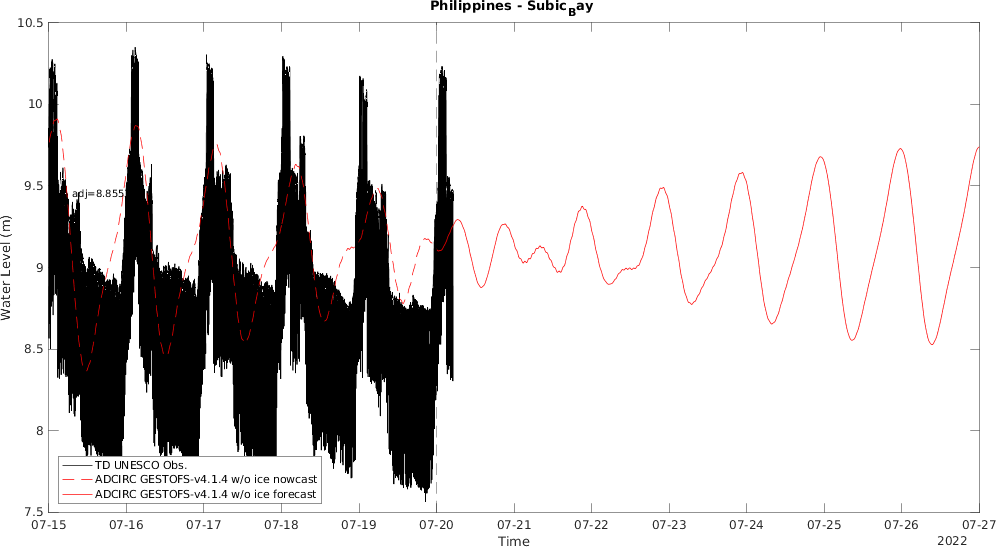 Philippines - Subic_Bay
10.5
10
9.5
9
8.5
8
7.5
Water Level (m)
adj=8.855
TD UNESCO Obs.
ADCIRC GESTOFS-v4.1.4 w/o ice nowcast
ADCIRC GESTOFS-v4.1.4 w/o ice forecast
07-15 07-16 07-17 07-18 07-19 07-20 07-21 07-22 07-23 07-24 07-25 07-26 07-27
Time
2022